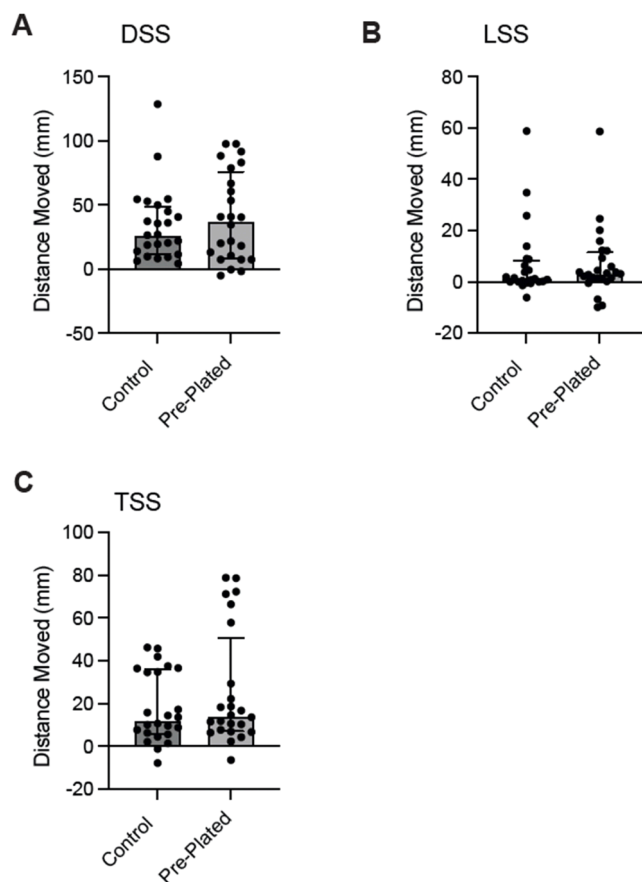 A
DSS
150
100
50
0
-50
Distance Moved (mm)
Control
Pre-Plated
B
LSS
80
60
40
20
0
-20
Distance Moved (mm)
Control
Pre-Plated
C
TSS
100
80
60
40
20
0
-20
Distance Moved (mm)
Control
Pre-Plated